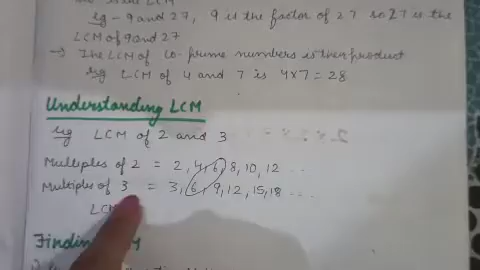 eg - 9 and 27, 9 is the factor of 27 so 27 is the
LCM of 9 and 27
→ The LCM of co-prime numbers is their product
eg LCM of 4 and 7 is 4x7 = 28
Understanding LCM
eg LCM of 2 and 3
Multiples of 2 = 2, 4, 6, 8, 10, 12 ...
Multiples of 3 = 3, 6, 9, 12, 15, 18 ...
LCM